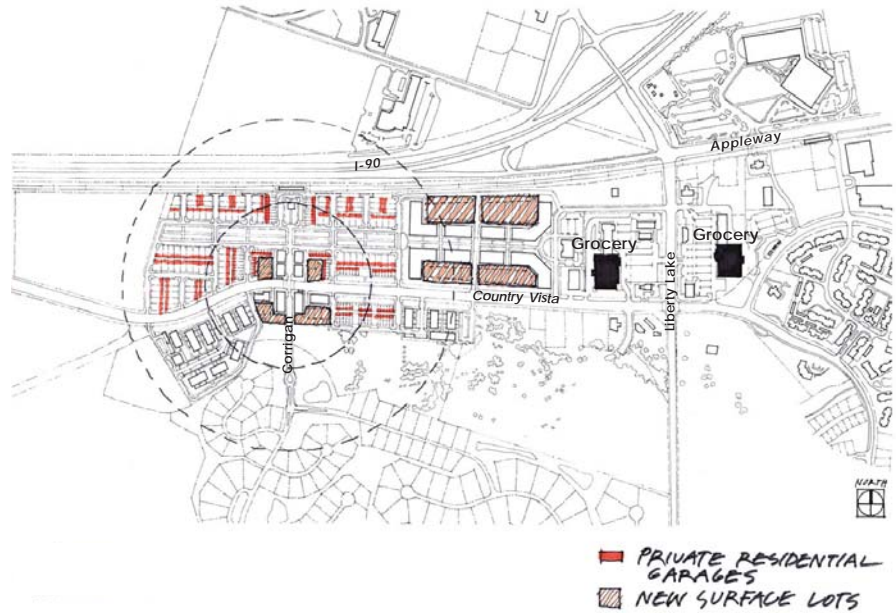 Appleway
I-90
Grocery
Grocery
Liberty Lake
Country Vista
Corrigan
NORTH
PRIVATE RESIDENTIAL
GARAGES
NEW SURFACE LOTS